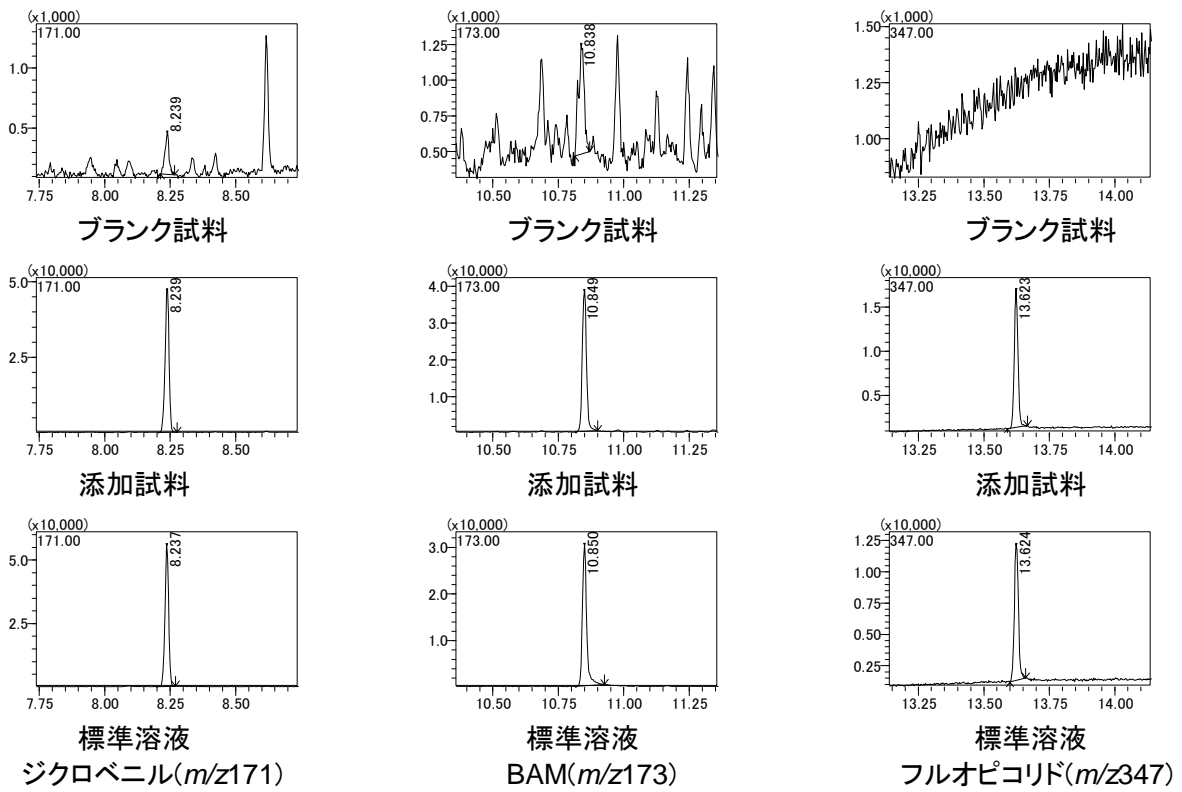 (x1,000)
171.00
1.0
0.5
8.239
7.75 8.00 8.25 8.50
ブランク試料
(x1,000)
173.00
1.25
1.00
0.75
0.50
10.838
10.50 10.75 11.00 11.25
ブランク試料
(x1,000)
1.50
347.00
1.25
1.00
13.25 13.50 13.75 14.00
ブランク試料
(x10,000)
5.0
171.00
2.5
8.239
7.75 8.00 8.25 8.50
添加試料
(x10,000)
4.0
173.00
3.0
2.0
1.0
10.849
10.50 10.75 11.00 11.25
添加試料
(x10,000)
347.00
1.5
1.0
0.5
13.623
13.25 13.50 13.75 14.00
添加試料
(x10,000)
171.00
5.0
2.5
8.237
7.75 8.00 8.25 8.50
標準溶液
ジクロベニル(m/z171)
(x10,000)
173.00
3.0
2.0
1.0
10.850
10.50 10.75 11.00 11.25
標準溶液
BAM(m/z173)
(x10,000)
1.25
347.00
1.00
0.75
0.50
0.25
13.624
13.25 13.50 13.75 14.00
標準溶液
フルオピコリド(m/z347)